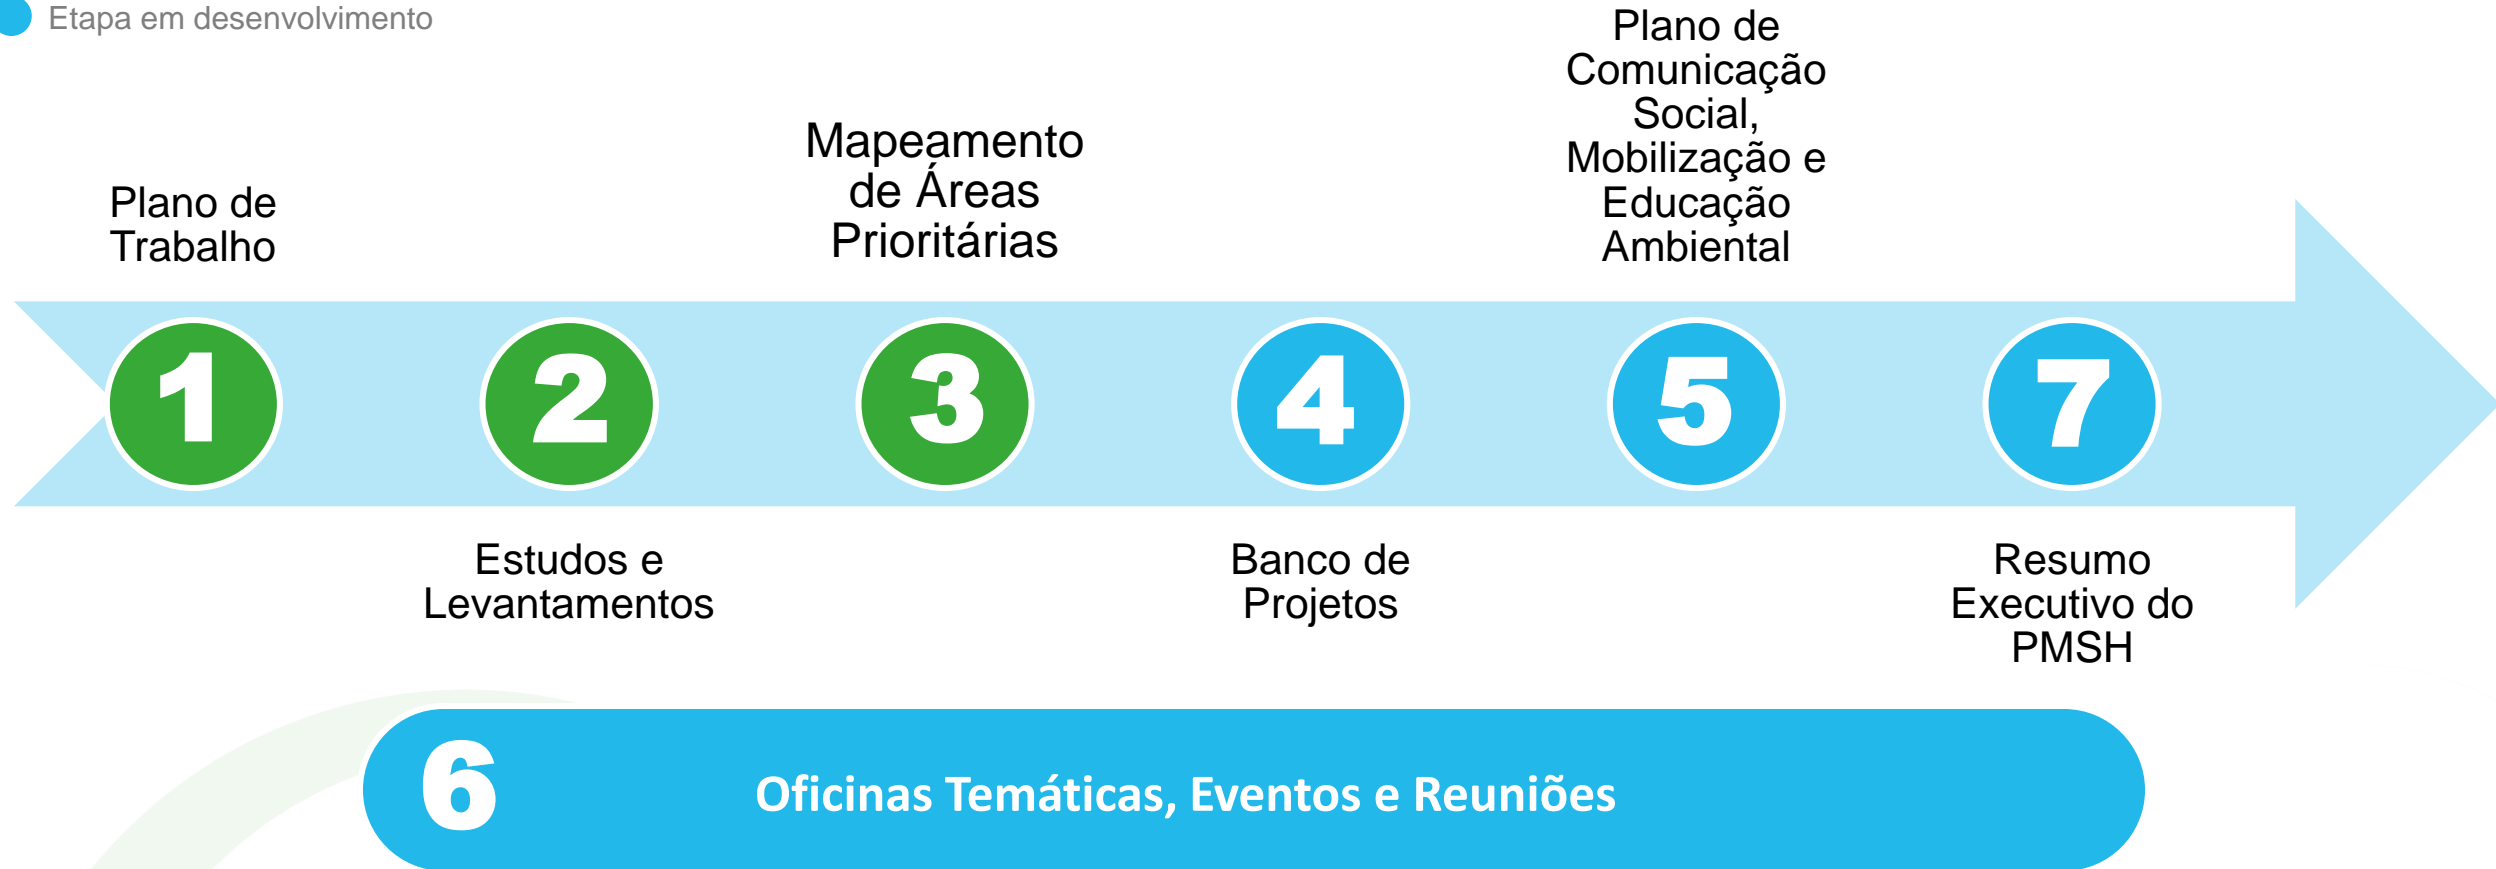 Etapa em desenvolvimento
Plano de
Trabalho
Mapeamento
de Áreas
Prioritárias
Plano de
Comunicação
Social,
Mobilização e
Educação
Ambiental
1
2
3
4
5
7
Estudos e
Levantamentos
Banco de
Projetos
Resumo
Executivo do
PMSH
6
Oficinas Temáticas, Eventos e Reuniões